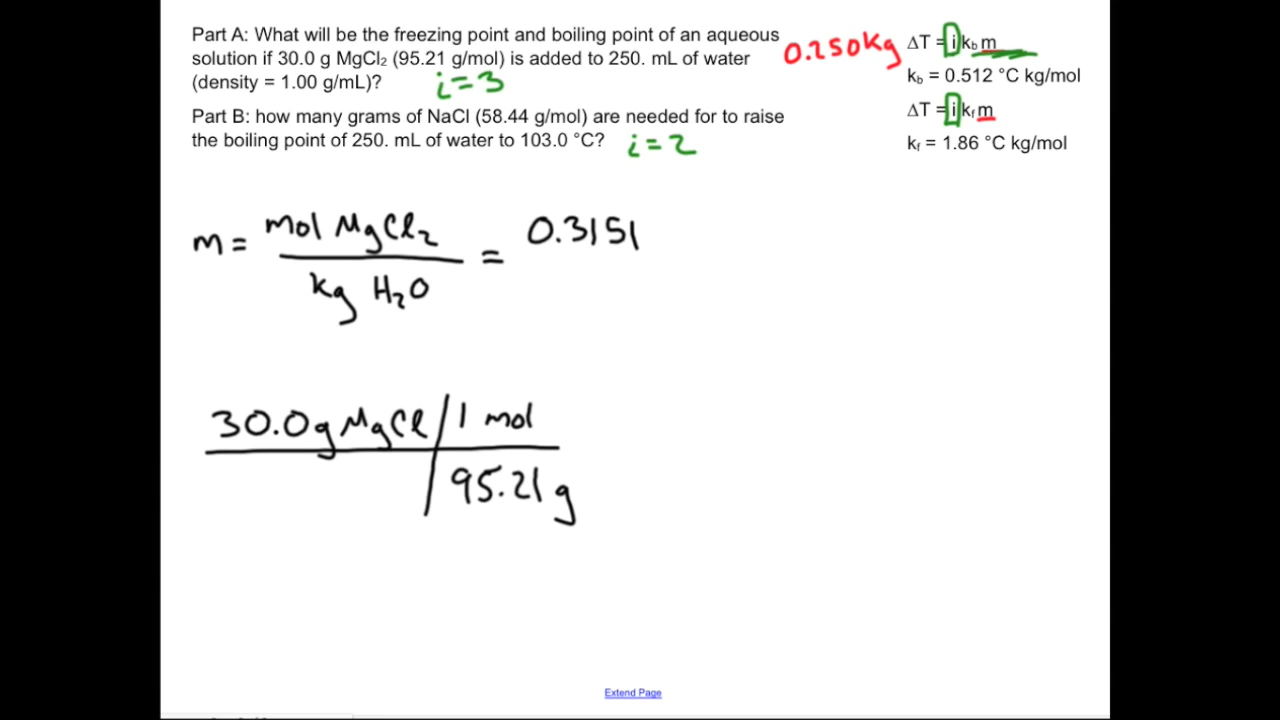 Part A: What will be the freezing point and boiling point of an aqueous
solution if 30.0 g MgCl₂ (95.21 g/mol) is added to 250. mL of water
(density = 1.00 g/mL)?
i = 3
0.250 kg
Part B: how many grams of NaCl (58.44 g/mol) are needed for to raise
the boiling point of 250. mL of water to 103.0 °C?
i = 2
ΔT = i kb m
kb = 0.512 °C kg/mol
ΔT = i kf m
kf = 1.86 °C kg/mol
m = mol MgCl₂ = 0.3151
kg H₂O
30.0g MgCl 1 mol
95.21 g
Extend Page